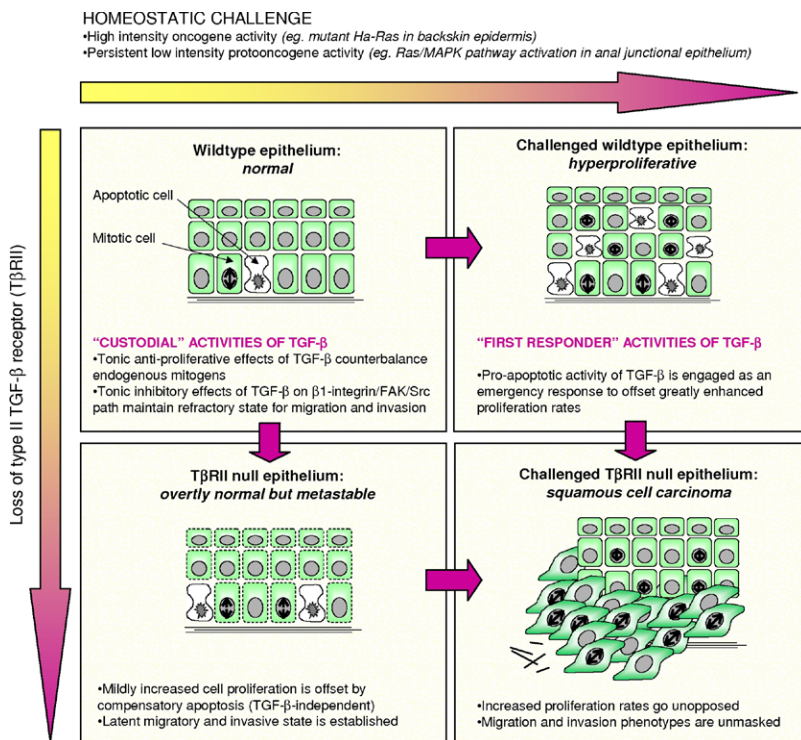 HOMEOSTATIC CHALLENGE
•High intensity oncogene activity (eg. mutant Ha-Ras in backskin epidermis)
•Persistent low intensity protooncogene activity (eg. Ras/MAPK pathway activation in anal junctional epithelium)
Loss of type II TGF-β receptor (TβRII)
Wildtype epithelium:
normal
Apoptotic cell
Mitotic cell
“CUSTODIAL” ACTIVITIES OF TGF-β
•Tonic anti-proliferative effects of TGF-β counterbalance
endogenous mitogens
•Tonic inhibitory effects of TGF-β on β1-integrin/FAK/Src
path maintain refractory state for migration and invasion
Challenged wildtype epithelium:
hyperproliferative
“FIRST RESPONDER” ACTIVITIES OF TGF-β
•Pro-apoptotic activity of TGF-β is engaged as an
emergency response to offset greatly enhanced
proliferation rates
TβRII null epithelium:
overtly normal but metastable
•Mildly increased cell proliferation is offset by
compensatory apoptosis (TGF-β-independent)
•Latent migratory and invasive state is established
Challenged TβRII null epithelium:
squamous cell carcinoma
•Increased proliferation rates go unopposed
•Migration and invasion phenotypes are unmasked